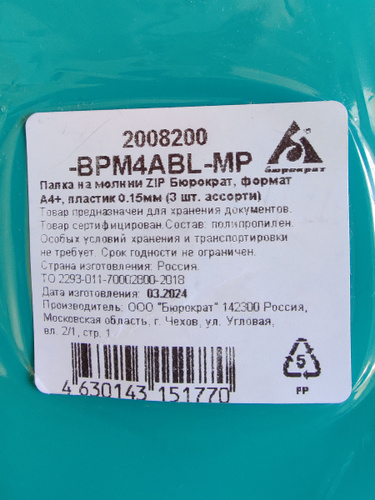 2008200
-BPM4ABL-MP
бюрократ
Папка на молнии ZIP Бюрократ, формат
А4+, пластик 0.15мм (3 шт. ассорти)
Товар предназначен для хранения документов.
Товар сертифицирован.Состав: полипропилен.
Особых условий хранения и транспортировки
не требует. Срок годности не ограничен.
Страна изготовления: Россия.
ТО 2293-011-70002800-2018
Дата изготовления: 03.2024
Производитель: ООО "Бюрократ" 142300 Россия,
Московская область, г. Чехов, ул. Угловая,
вл. 2/1, стр. 1
5
PP
4 630143 151770